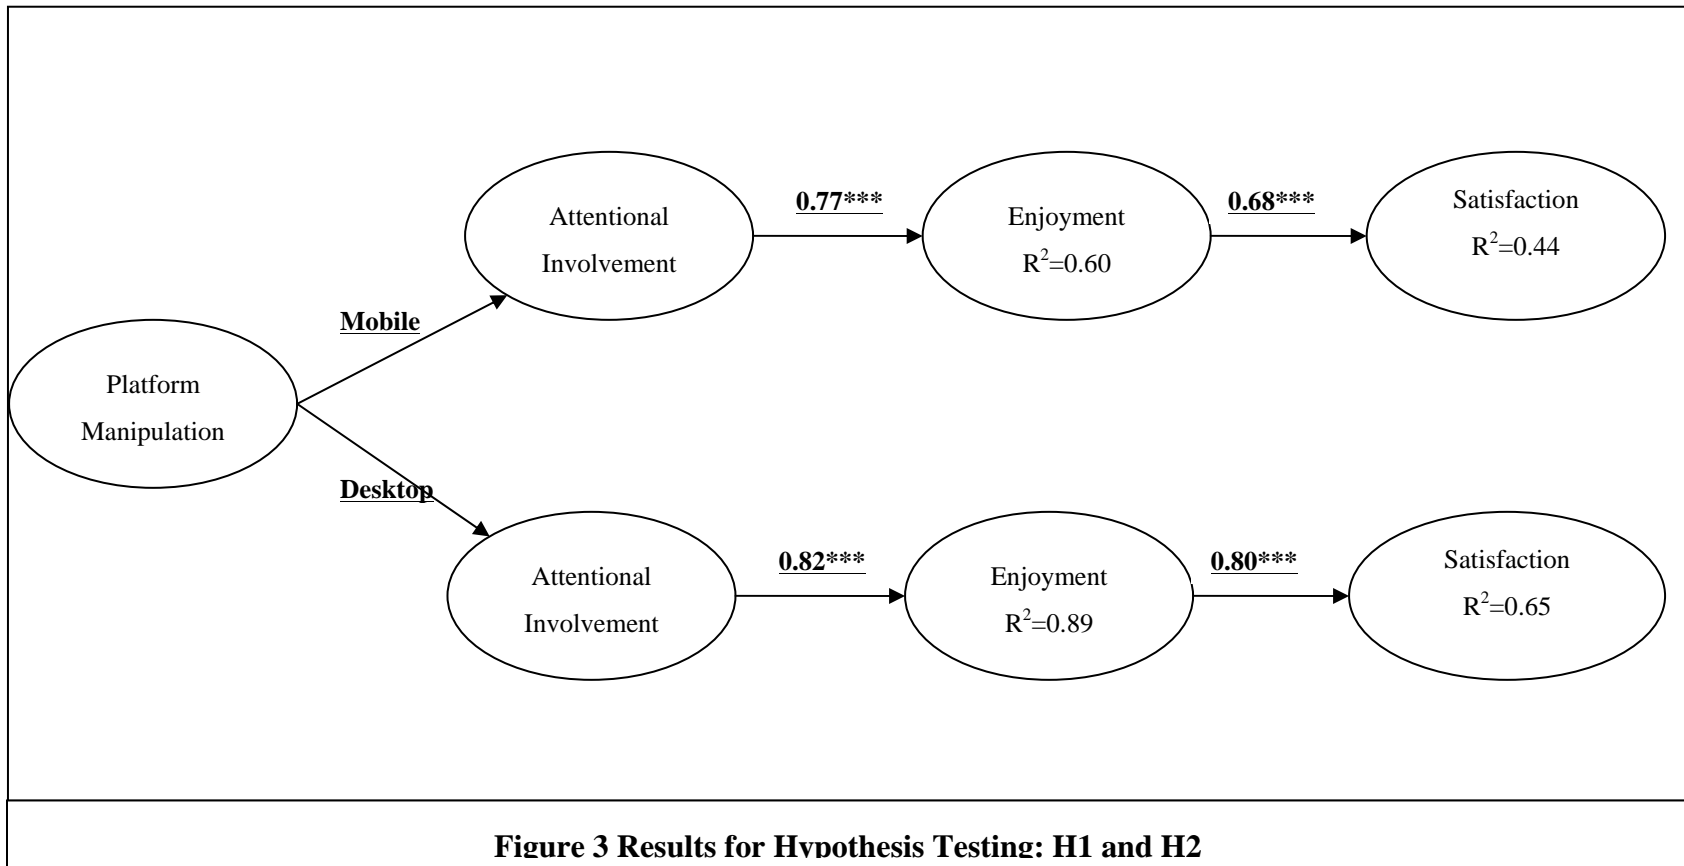 Attentional
Involvement
0.77***
Enjoyment
R²=0.60
0.68***
Satisfaction
R²=0.44
Mobile
Platform
Manipulation
Desktop
Attentional
Involvement
0.82***
Enjoyment
R²=0.89
0.80***
Satisfaction
R²=0.65
Figure 3 Results for Hypothesis Testing: H1 and H2